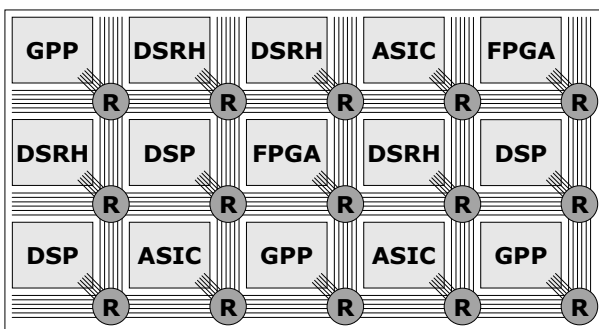 GPP DSRH DSRH ASIC FPGA
R R R R R
DSRH DSP FPGA DSRH DSP
R R R R R
DSP ASIC GPP ASIC GPP
R R R R R